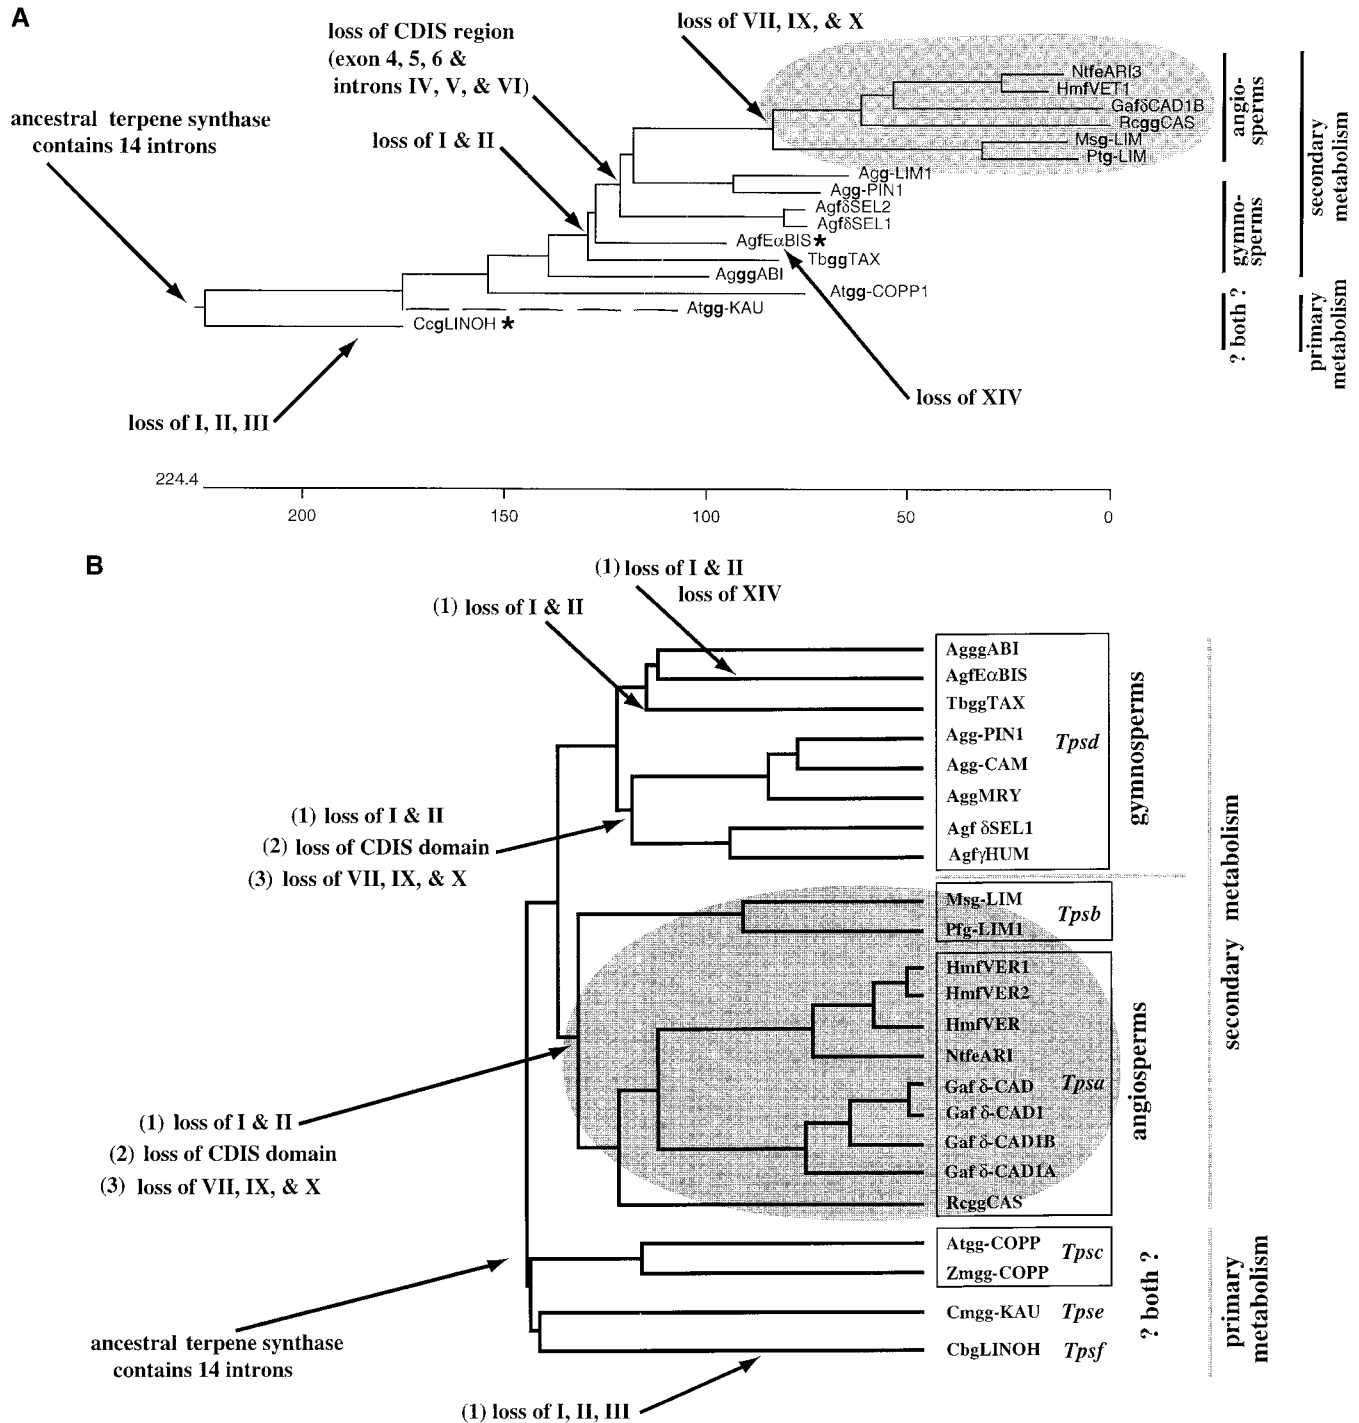 A
loss of CDIS region
(exon 4, 5, 6 &
introns IV, V, & VI)
loss of VII, IX, & X
ancestral terpene synthase
contains 14 introns
loss of I & II
NtfeARI3
HmfVET1
GafδCAD1B
RcggCAS
Msg-LIM
Ptg-LIM
Agg-LIM1
Agg-PIN1
AgfδSEL2
AgfδSEL1
AgfEαBIS*
TbggTAX
AgggABI
Atgg-COPP1
Atgg-KAU
CcgLINOH *
angio-
sperms
gymno-
sperms
? both ?
secondary
metabolism
primary
metabolism
loss of XIV
loss of I, II, III
224.4
200
150
100
50
0
B
(1) loss of I & II
loss of XIV
(1) loss of I & II
AgggABI
AgfEαBIS
TbggTAX
Agg-PIN1
Agg-CAM
AggMRY
Agf δSEL1
AgfγHUM
Tpsd
gymnosperms
(1) loss of I & II
(2) loss of CDIS domain
(3) loss of VII, IX, & X
Msg-LIM
Pfg-LIM1
Tpsb
HmfVER1
HmfVER2
HmfVER
NtfeARI
Gaf δ-CAD
Gaf δ-CAD1
Gaf δ-CAD1B
Gaf δ-CAD1A
RcggCAS
Tpsa
angiosperms
secondary metabolism
(1) loss of I & II
(2) loss of CDIS domain
(3) loss of VII, IX, & X
Atgg-COPP
Zmgg-COPP
Tpsc
Cmgg-KAU Tpse
CbgLINOH Tpsf
? both ?
primary
metabolism
ancestral terpene synthase
contains 14 introns
(1) loss of I, II, III